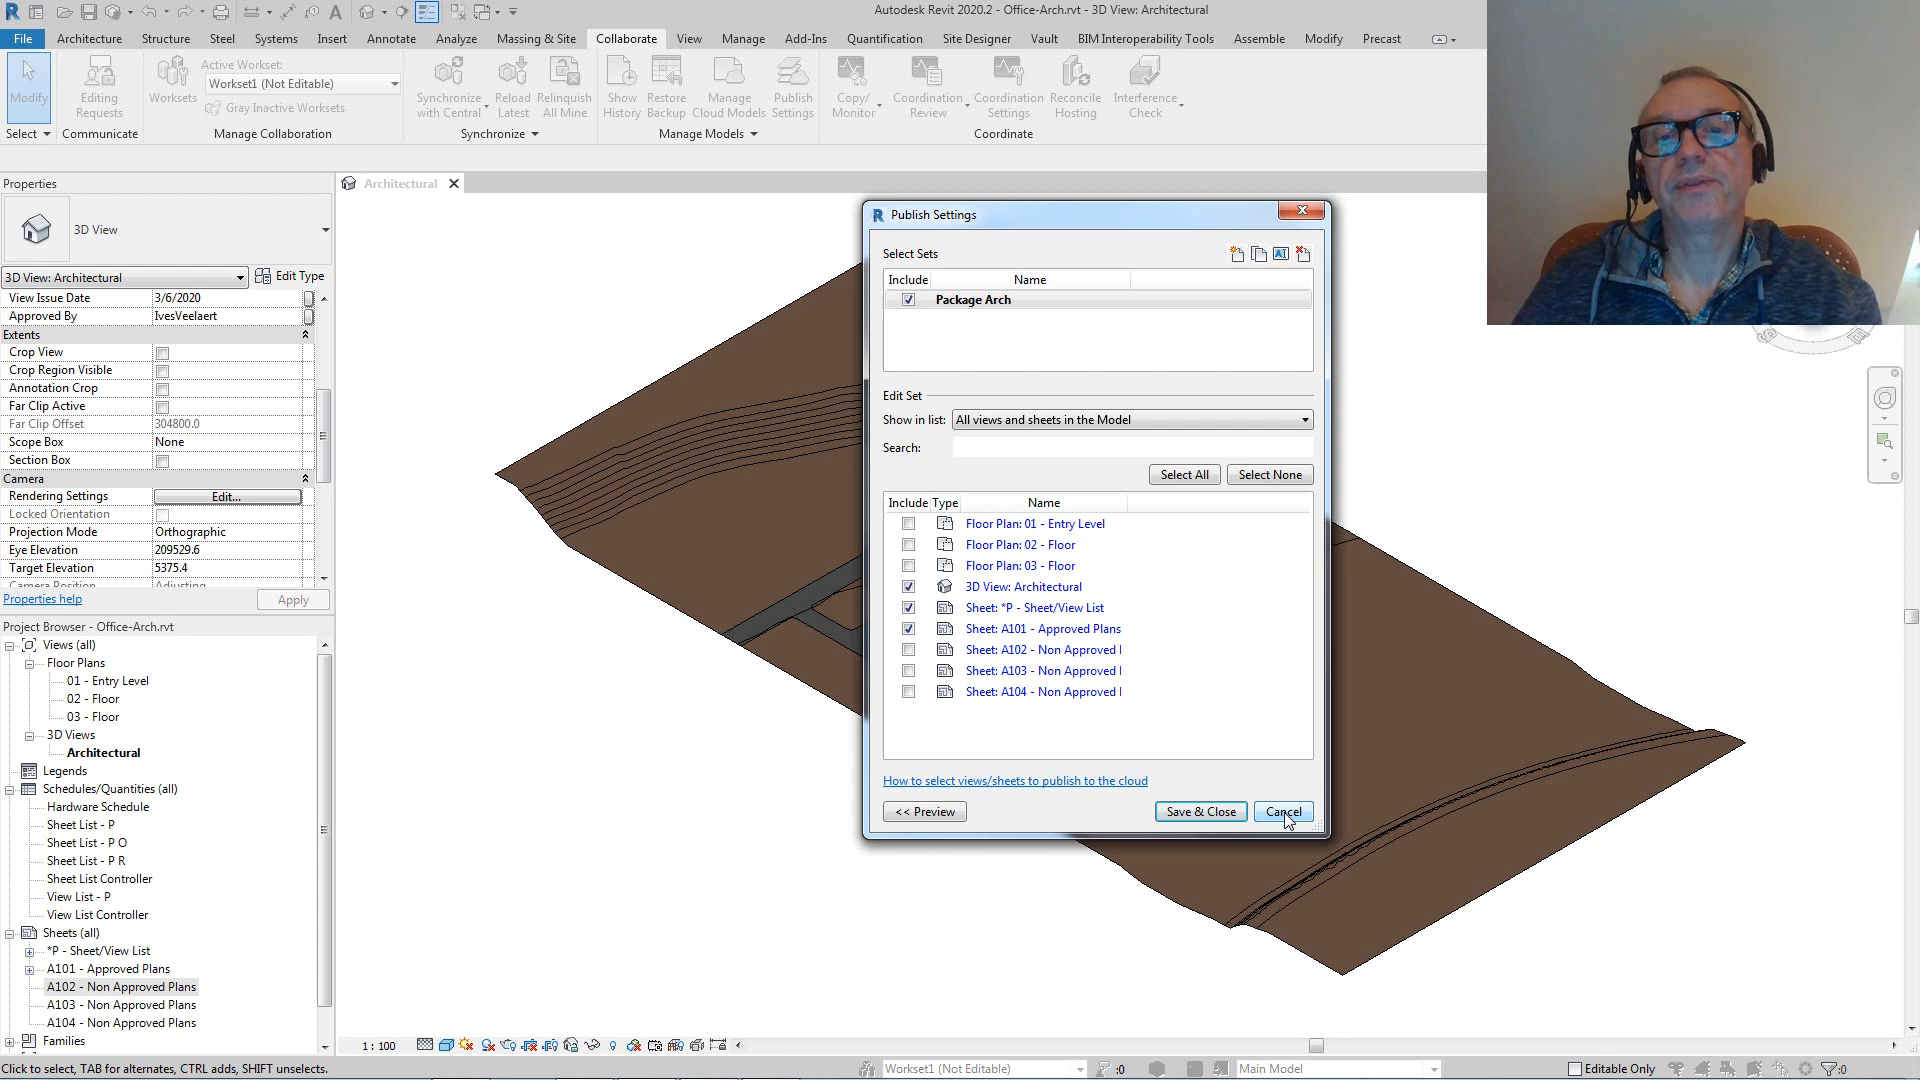 Autodesk Revit 2020.2 - Office-Arch.rvt - 3D View: Architectural
File Architecture Structure Steel Systems Insert Annotate Analyze Massing & Site Collaborate View Manage Add-Ins Quantification Site Designer Vault BIM Interoperability Tools Assemble Modify Precast
Modify
Editing Requests
Worksets
Active Workset:
Workset1 (Not Editable)
Gray Inactive Worksets
Synchronize with Central
Reload Latest
Relinquish All Mine
Show History
Restore Backup
Manage Cloud Models
Publish Settings
Copy/ Monitor
Coordination Review
Coordination Settings
Reconcile Hosting
Interference Check
Select Communicate Manage Collaboration Synchronize Manage Models Coordinate
Properties
Architectural
3D View
3D View: Architectural
Edit Type
View Issue Date 3/6/2020
Approved By IvesVeelaert
Extents
Crop View
Crop Region Visible
Annotation Crop
Far Clip Active
Far Clip Offset 304800.0
Scope Box None
Section Box
Camera
Rendering Settings Edit...
Locked Orientation
Projection Mode Orthographic
Eye Elevation 209529.6
Target Elevation 5375.4
Camera Position Adjusting
Properties help
Apply
Project Browser - Office-Arch.rvt
Views (all)
Floor Plans
01 - Entry Level
02 - Floor
03 - Floor
3D Views
Architectural
Legends
Schedules/Quantities (all)
Hardware Schedule
Sheet List - P
Sheet List - P O
Sheet List - P R
Sheet List Controller
View List - P
View List Controller
Sheets (all)
*P - Sheet/View List
A101 - Approved Plans
A102 - Non Approved Plans
A103 - Non Approved Plans
A104 - Non Approved Plans
Families
Publish Settings
Select Sets
Include Name
Package Arch
Edit Set
Show in list: All views and sheets in the Model
Search:
Select All Select None
Include Type Name
Floor Plan: 01 - Entry Level
Floor Plan: 02 - Floor
Floor Plan: 03 - Floor
3D View: Architectural
Sheet: *P - Sheet/View List
Sheet: A101 - Approved Plans
Sheet: A102 - Non Approved
Sheet: A103 - Non Approved
Sheet: A104 - Non Approved
How to select views/sheets to publish to the cloud
<< Preview Save & Close Cancel
1 : 100
Click to select, TAB for alternates, CTRL adds, SHIFT unselects.
Workset1 (Not Editable)
:0
Main Model
Editable Only
:0